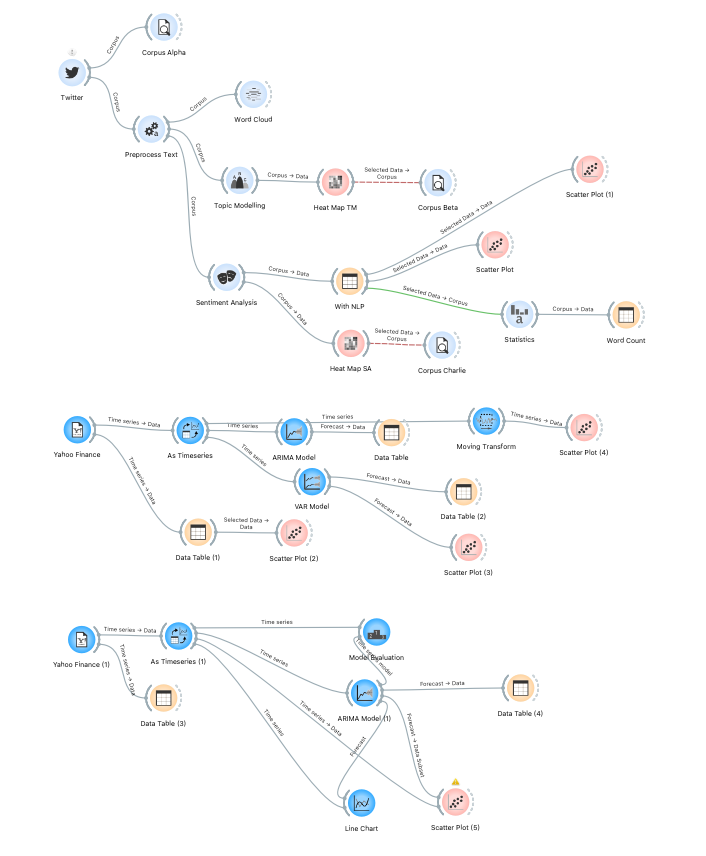 Corpus
Corpus Alpha
Twitter
Corpus
Corpus
Word Cloud
Preprocess Text
Corpus
Corpus → Data
Selected Data →
Corpus
Topic Modelling
Heat Map TM
Corpus Beta
Scatter Plot (1)
Corpus
Selected Data → Data
Selected Data → Data
Scatter Plot
Corpus → Data
Sentiment Analysis
With NLP
Selected Data → Corpus
Corpus → Data
Statistics
Word Count
Corpus → Data
Selected Data →
Corpus
Heat Map SA
Corpus Charlie
Time series → Data
Time series
Time series
Forecast → Data
Time series → Data
Yahoo Finance
As Timeseries
ARIMA Model
Data Table
Moving Transform
Scatter Plot (4)
Time series
Time series → Data
Forecast → Data
VAR Model
Data Table (2)
Forecast → Data
Selected Data →
Data
Data Table (1)
Scatter Plot (2)
Scatter Plot (3)
Time series → Data
Time series
Yahoo Finance (1)
As Timeseries (1)
Model Evaluation
Time series → Data
Time series
Time series model
Forecast → Data
Data Table (3)
ARIMA Model (1)
Data Table (4)
Time series
Time series → Data
Forecast
Forecast → Data Subset
Line Chart
Scatter Plot (5)